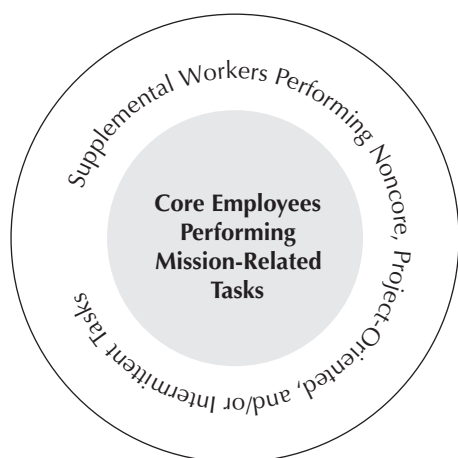 Supplemental Workers Performing Noncore, Project-Oriented, and/or Intermittent Tasks
Core Employees
Performing
Mission-Related
Tasks